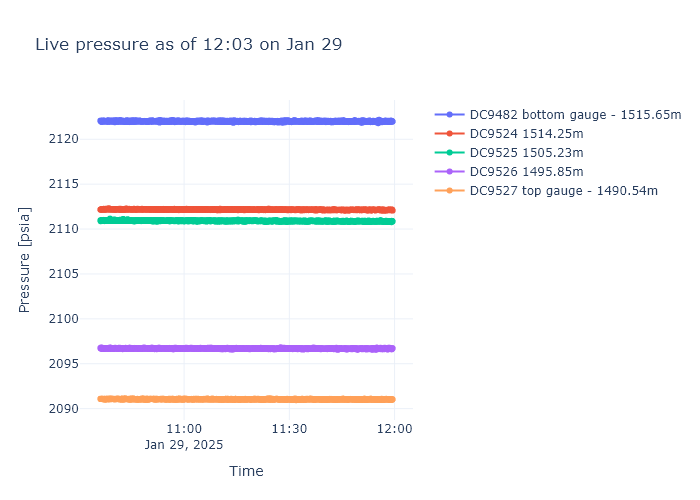 Live pressure as of 12:03 on Jan 29
DC9482 bottom gauge - 1515.65m
DC9524 1514.25m
DC9525 1505.23m
DC9526 1495.85m
DC9527 top gauge - 1490.54m
Pressure [psia]
2120
2115
2110
2105
2100
2095
2090
11:00
11:30
12:00
Jan 29, 2025
Time